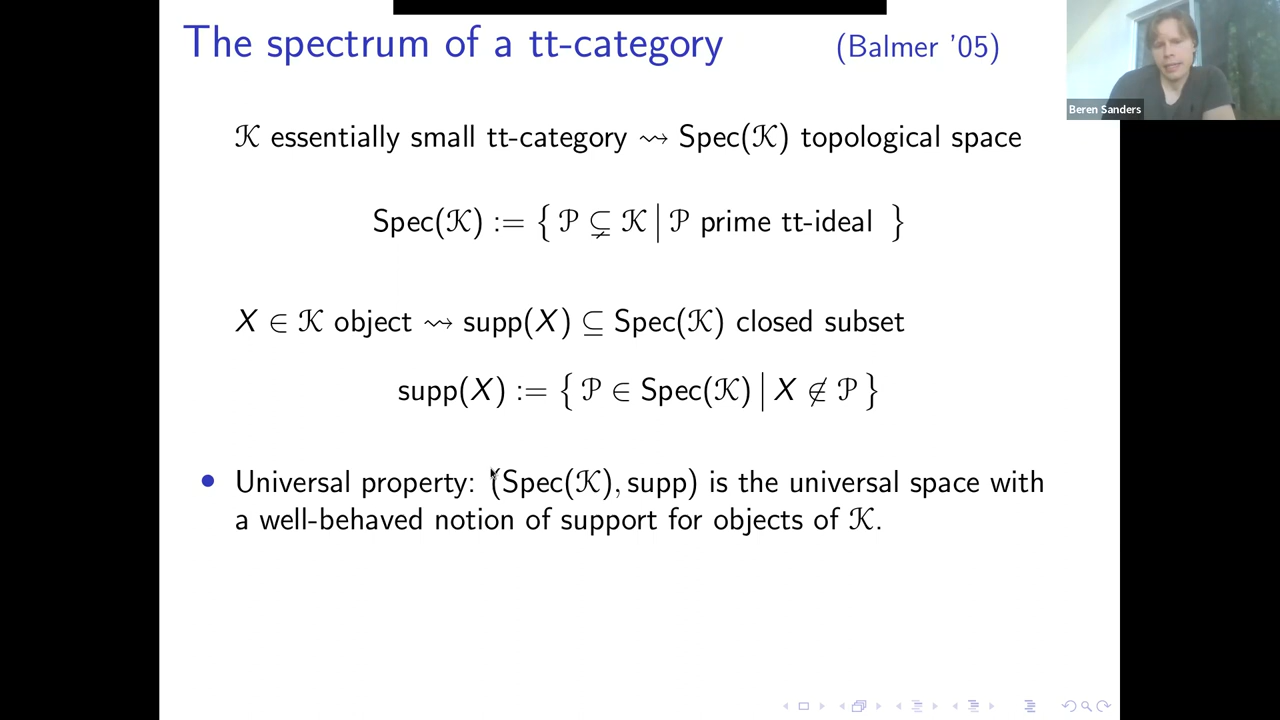 The spectrum of a tt-category (Balmer '05)
Beren Sanders
𝒦 essentially small tt-category ⇝ Spec(𝒦) topological space
Spec(𝒦) := { 𝒫 ⊊ 𝒦 | 𝒫 prime tt-ideal }
X ∈ 𝒦 object ⇝ supp(X) ⊆ Spec(𝒦) closed subset
supp(X) := { 𝒫 ∈ Spec(𝒦) | X ∉ 𝒫 }
• Universal property: (Spec(𝒦), supp) is the universal space with
a well-behaved notion of support for objects of 𝒦.